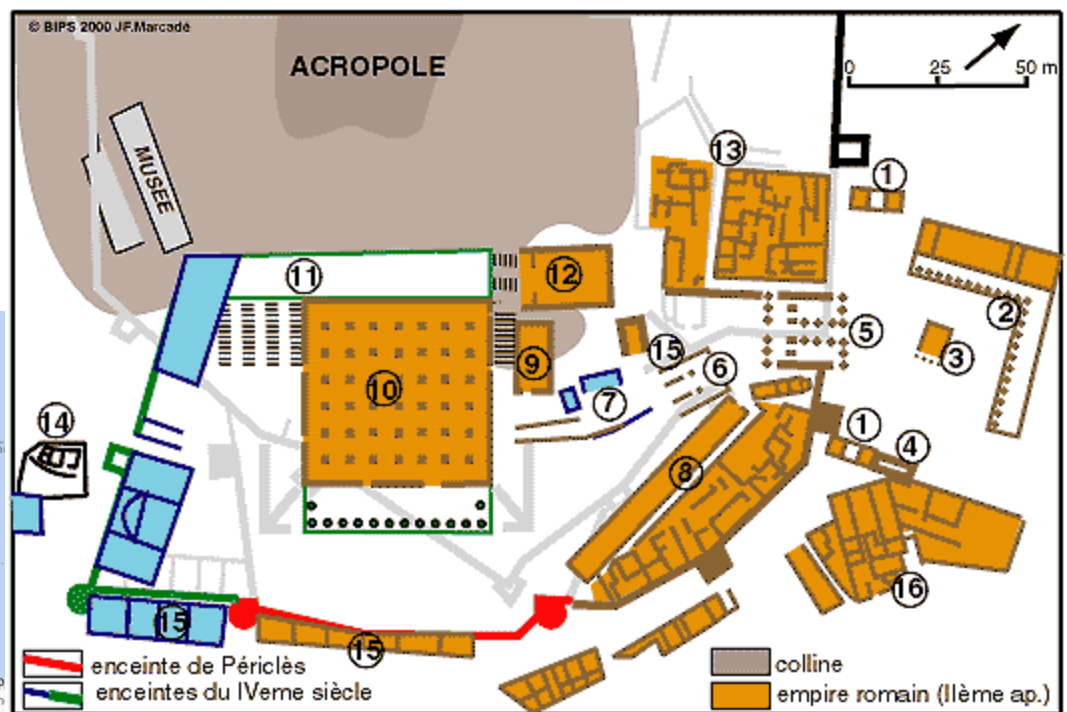 © BIPS 2000 JF.Marcadé
ACROPOLE
0 25 50 m
MUSEE
13
1
11
12
2
5
3
15
6
9
10
7
1
4
14
8
16
15
15
enceinte de Périclès
colline
enceintes du IVeme siècle
empire romain (IIème ap.)